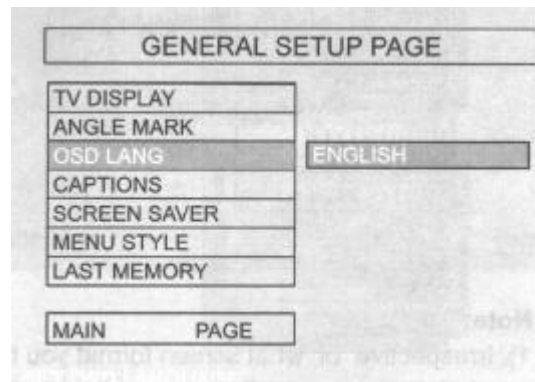 GENERAL SETUP PAGE
TV DISPLAY
ANGLE MARK
OSD LANG ENGLISH
CAPTIONS
SCREEN SAVER
MENU STYLE
LAST MEMORY
MAIN PAGE